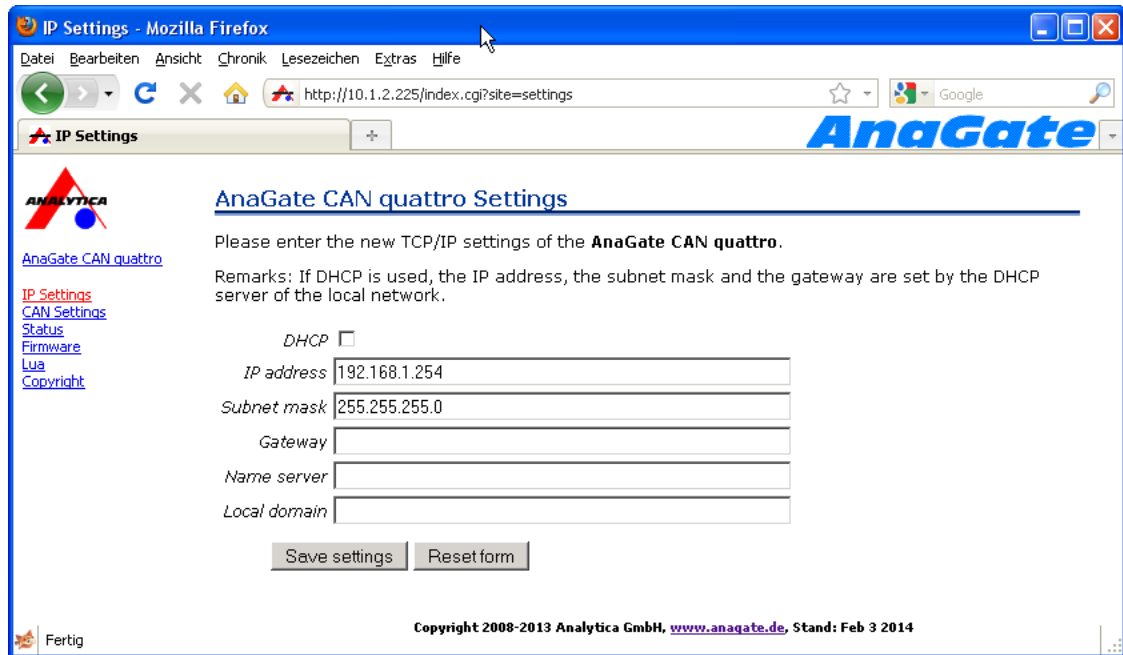 IP Settings - Mozilla Firefox
Datei Bearbeiten Ansicht Chronik Lesezeichen Extras Hilfe
http://10.1.2.225/index.cgi?site=settings
Google
IP Settings
AnaGate
ANALYTICA
AnaGate CAN quattro
IP Settings
CAN Settings
Status
Firmware
Lua
Copyright
AnaGate CAN quattro Settings
Please enter the new TCP/IP settings of the AnaGate CAN quattro.
Remarks: If DHCP is used, the IP address, the subnet mask and the gateway are set by the DHCP
server of the local network.
DHCP
IP address 192.168.1.254
Subnet mask 255.255.255.0
Gateway
Name server
Local domain
Save settings Reset form
Copyright 2008-2013 Analytica GmbH, www.anagate.de, Stand: Feb 3 2014
Fertig